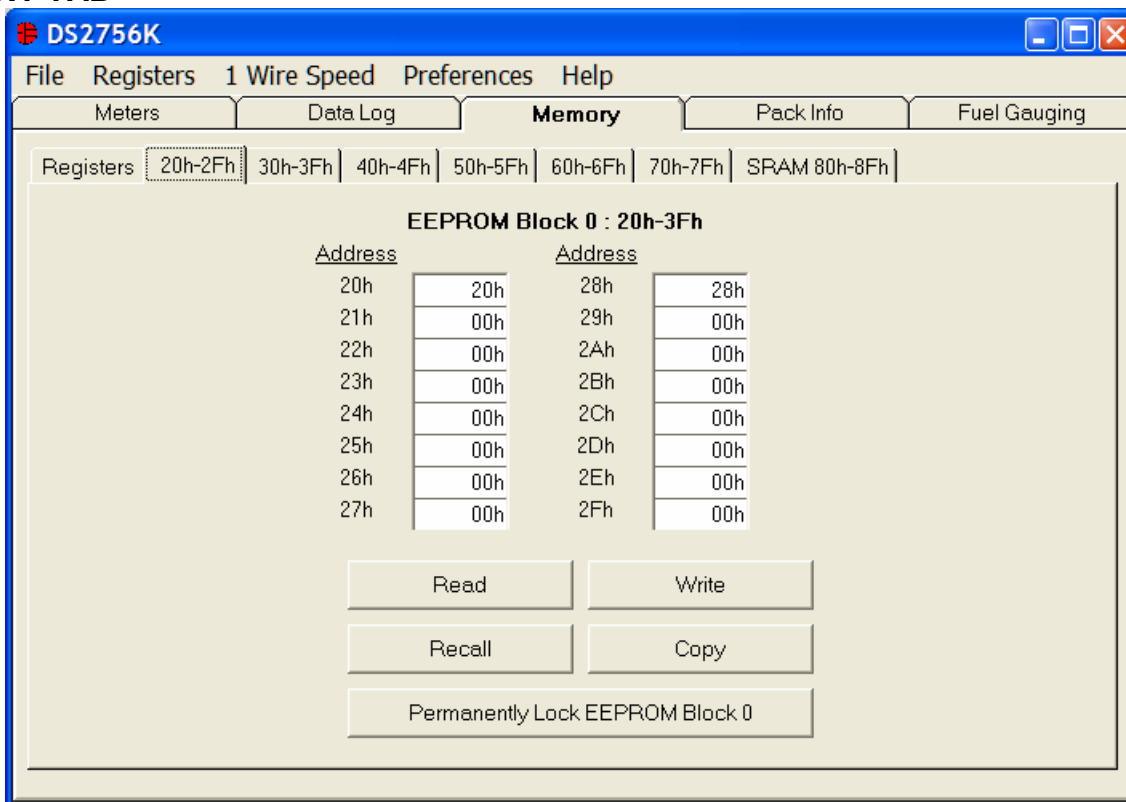 DS2756K
File Registers 1 Wire Speed Preferences Help
Meters Data Log Memory Pack Info Fuel Gauging
Registers 20h-2Fh 30h-3Fh 40h-4Fh 50h-5Fh 60h-6Fh 70h-7Fh SRAM 80h-8Fh
EEPROM Block 0 : 20h-3Fh
Address Address
20h 20h 28h 28h
21h 00h 29h 00h
22h 00h 2Ah 00h
23h 00h 2Bh 00h
24h 00h 2Ch 00h
25h 00h 2Dh 00h
26h 00h 2Eh 00h
27h 00h 2Fh 00h
Read Write
Recall Copy
Permanently Lock EEPROM Block 0